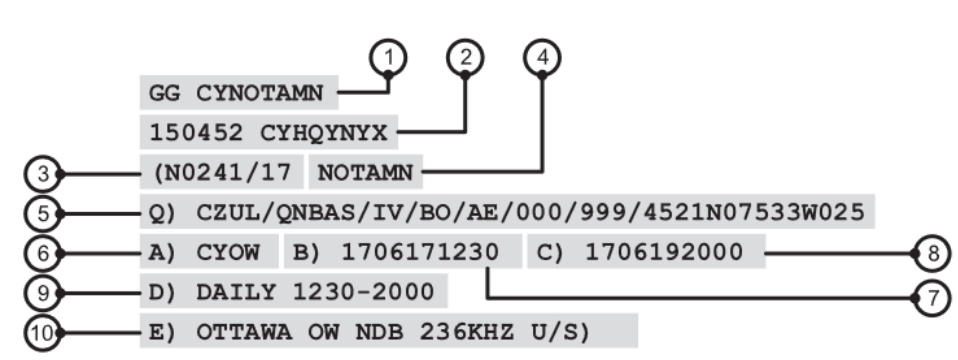 1 2 4
GG CYNOTAMN
150452 CYHQYNYX
3 (N0241/17 NOTAMN
5 Q) CZUL/QNBAS/IV/BO/AE/000/999/4521N07533W025
6 A) CYOW B) 1706171230 C) 1706192000 8
9 D) DAILY 1230-2000 7
10 E) OTTAWA OW NDB 236KHZ U/S)